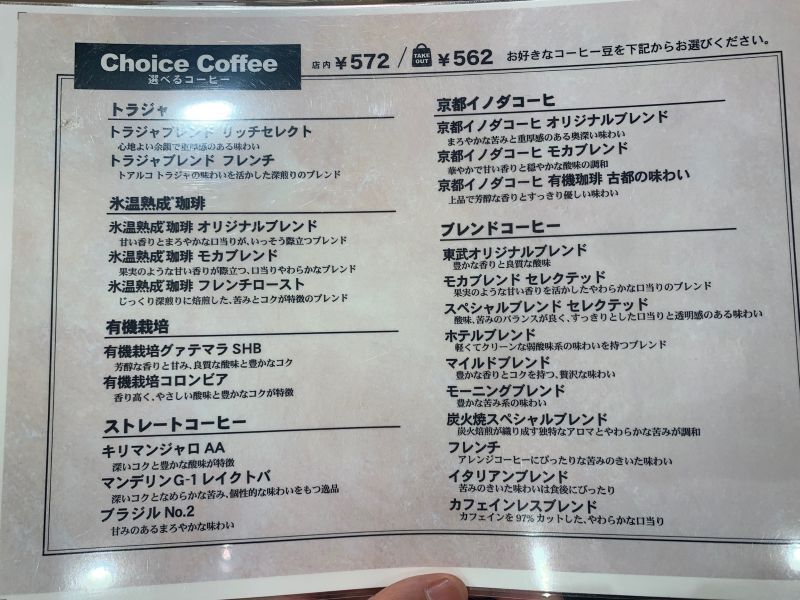 Choice Coffee
選べるコーヒー
店内 ¥572 / TAKE OUT ¥562 お好きなコーヒー豆を下記からお選びください。
トラジャ
トラジャブレンド リッチセレクト
心地よい余韻で重厚感のある味わい
トラジャブレンド フレンチ
トアルコ トラジャの味わいを活かした深煎りのブレンド
氷温熟成珈琲
氷温熟成珈琲 オリジナルブレンド
甘い香りとまろやかな口当りが、いっそう際立つブレンド
氷温熟成珈琲 モカブレンド
果実のような甘い香りが際立つ、口当りやわらかなブレンド
氷温熟成珈琲 フレンチロースト
じっくり深煎りに焙煎した、苦みとコクが特徴のブレンド
有機栽培
有機栽培グァテマラ SHB
芳醇な香りと甘み、良質な酸味と豊かなコク
有機栽培コロンビア
香り高く、やさしい酸味と豊かなコクが特徴
ストレートコーヒー
キリマンジャロ AA
深いコクと豊かな酸味が特徴
マンデリンG-1 レイクトバ
深いコクとなめらかな苦み、個性的な味わいをもつ逸品
ブラジル No.2
甘みのあるまろやかな味わい
京都イノダコーヒ
京都イノダコーヒ オリジナルブレンド
まろやかな苦みと重厚感のある奥深い味わい
京都イノダコーヒ モカブレンド
華やかで甘い香りと穏やかな酸味の調和
京都イノダコーヒ 有機珈琲 古都の味わい
上品で芳醇な香りとすっきり優しい味わい
ブレンドコーヒー
東武オリジナルブレンド
豊かな香りと良質な酸味
モカブレンド セレクテッド
果実のような甘い香りを活かしたやわらかな口当りのブレンド
スペシャルブレンド セレクテッド
酸味、苦みのバランスが良く、すっきりとした口当りと透明感のある味わい
ホテルブレンド
軽くてクリーンな弱酸味系の味わいを持つブレンド
マイルドブレンド
豊かな香りとコクを持つ、贅沢な味わい
モーニングブレンド
豊かな苦み系の味わい
炭火焼スペシャルブレンド
炭火焙煎が織り成す独特なアロマとやわらかな苦みが調和
フレンチ
アレンジコーヒーにぴったりな苦みのきいた味わい
イタリアンブレンド
苦みのきいた味わいは食後にぴったり
カフェインレスブレンド
カフェインを97%カットした、やわらかな口当り